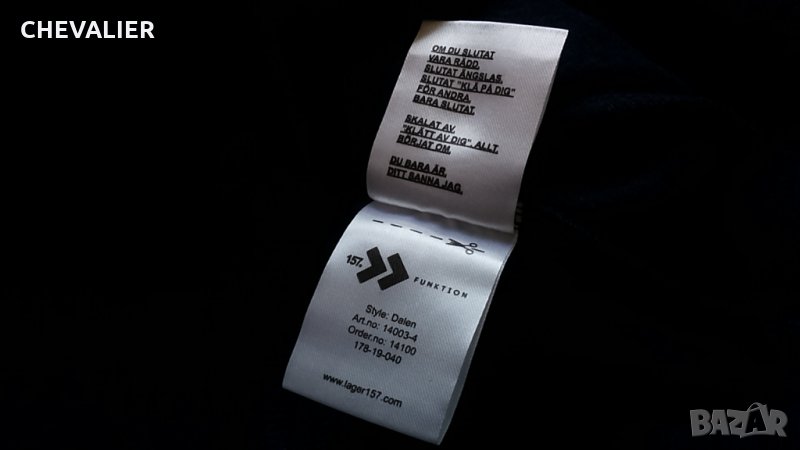 CHEVALIER
OM DU SLUTAT
VARA RÄDD.
SLUTAT ÄNGSLAS.
SLUTAT "KLÄ PÅ DIG"
FÖR ANDRA.
BARA SLUTAT.
SKALAT AV.
"KLÄTT AV DIG". ALLT.
BÖRJAT OM.
DU BARA ÄR.
DITT SANNA JAG.
157.
FUNKTION
Style: Dalen
Art.no: 14003-4
Order.no: 14100
178-19-040
www.lager157.com
BAZAR